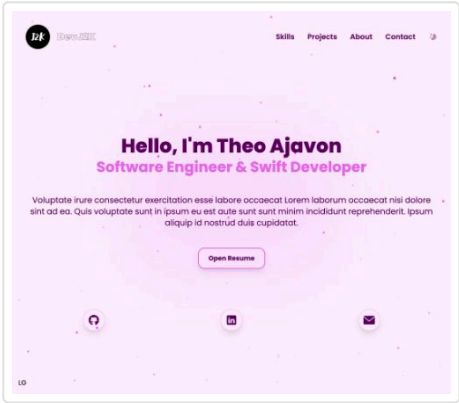 Skills Projects About Contact
Hello, I'm Theo Ajavon
Software Engineer & Swift Developer
Voluptate irure consectetur exercitation esse labore occaecat Lorem laborum occaecat nisi dolore
sint ad ea. Quis voluptate sunt in ipsum eu est aute sunt sunt minim incididunt reprehenderit. Ipsum
aliquip id nostrud duis cupidatat.
Open Resume
in
LG